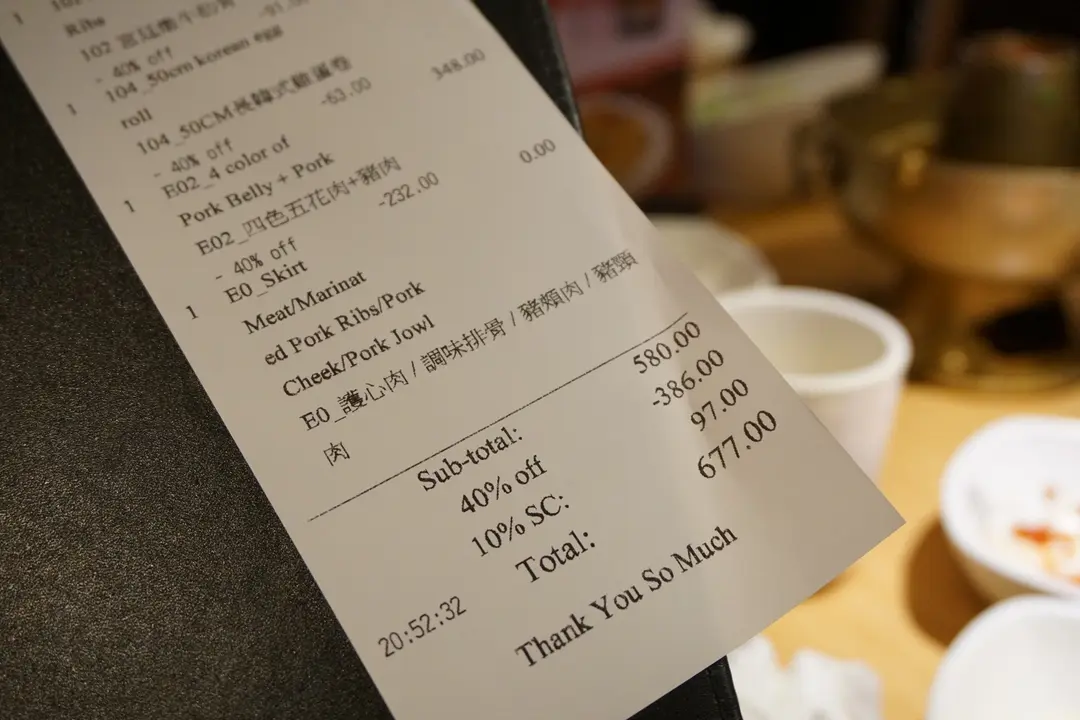 Ribs
- 40% off
1 104_50cm korean egg
roll
104_50CM長韓式雞蛋卷
- 40% off -63.00
1 E02_4 color of 348.00
Pork Belly + Pork
E02_四色五花肉+豬肉
- 40% off -232.00
1 E0_Skirt 0.00
Meat/Marinat
ed Pork Ribs/Pork
Cheek/Pork Jowl
E0_護心肉 / 調味排骨 / 豬頰肉 / 豬頸
肉
Sub-total: 580.00
40% off -386.00
10% SC: 97.00
Total: 677.00
20:52:32
Thank You So Much